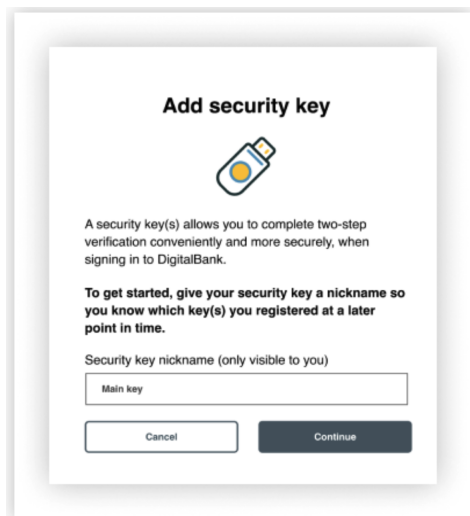 Add security key
A security key(s) allows you to complete two-step
verification conveniently and more securely, when
signing in to DigitalBank.
To get started, give your security key a nickname so
you know which key(s) you registered at a later
point in time.
Security key nickname (only visible to you)
Main key
Cancel
Continue